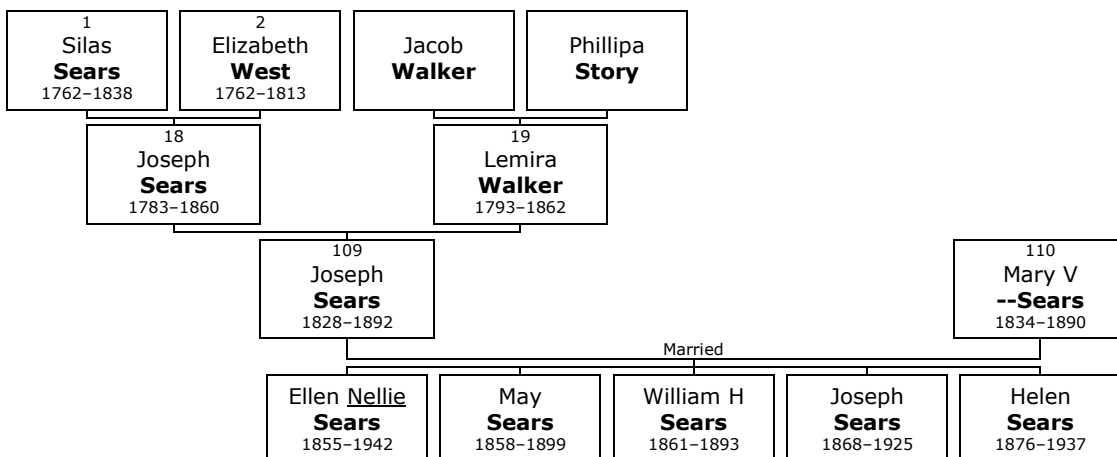 1
Silas
Sears
1762–1838
2
Elizabeth
West
1762–1813
Jacob
Walker
Phillipa
Story
18
Joseph
Sears
1783–1860
19
Lemira
Walker
1793–1862
109
Joseph
Sears
1828–1892
110
Mary V
--Sears
1834–1890
Married
Ellen Nellie
Sears
1855–1942
May
Sears
1858–1899
William H
Sears
1861–1893
Joseph
Sears
1868–1925
Helen
Sears
1876–1937